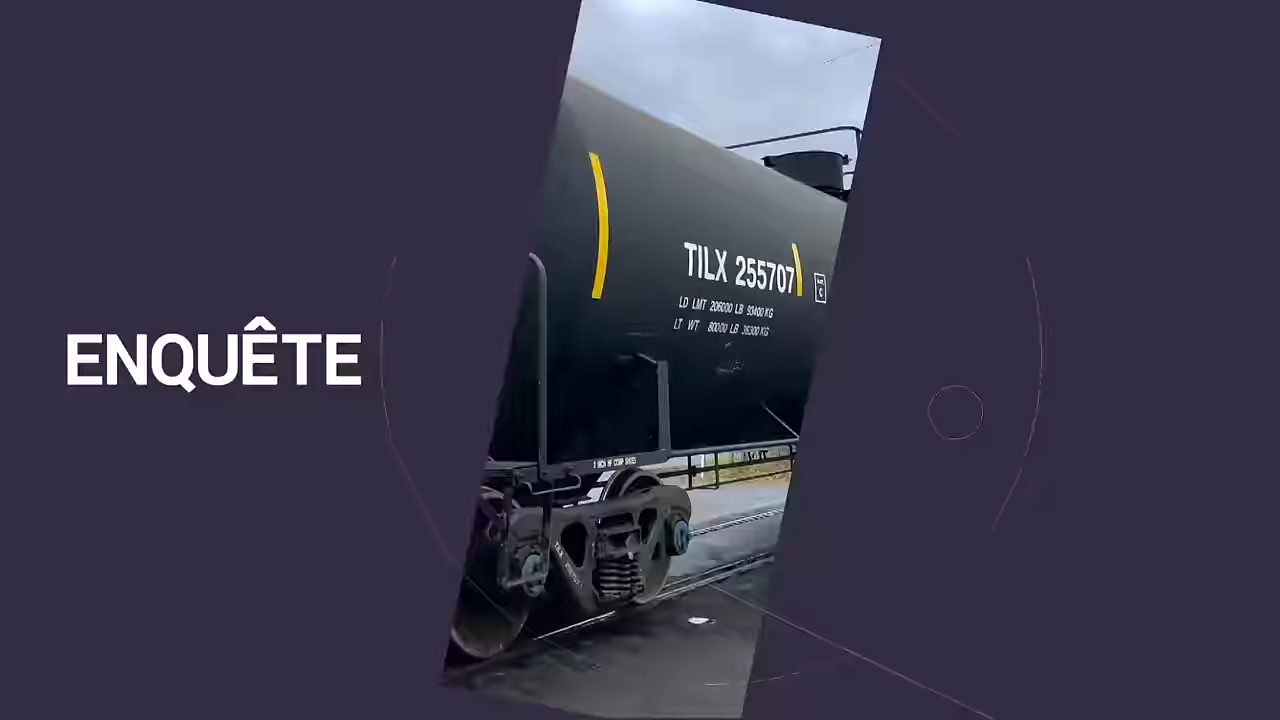 ENQUÊTE
TILX 255707
C
LD LMT 206000 LB 93400 KG
LT WT 80000 LB 36300 KG